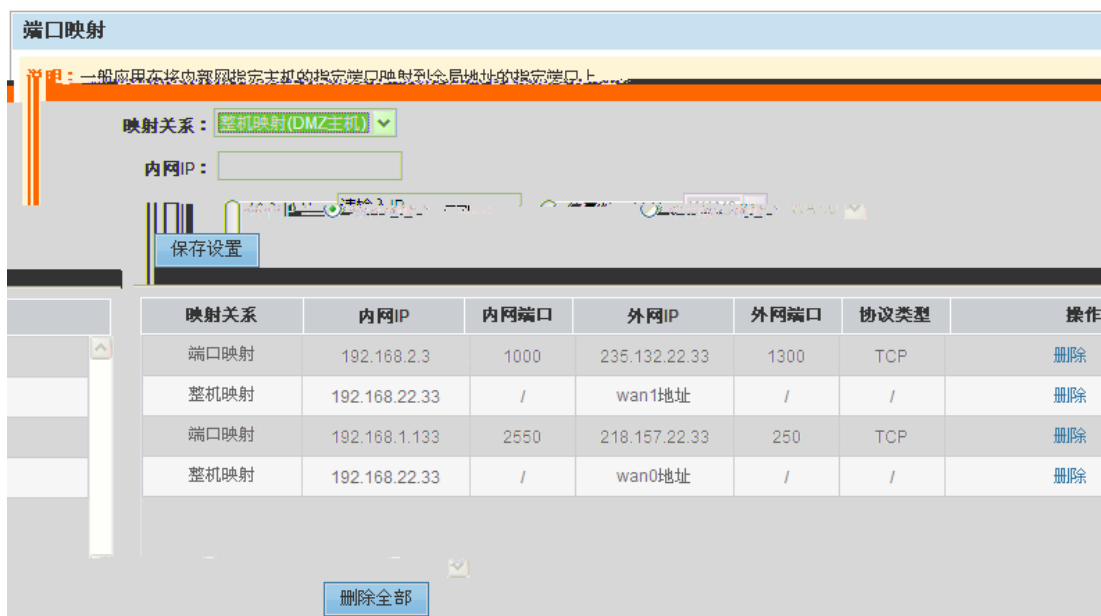 端口映射
说明：一般应用在将内部网指定主机的指定端口映射到全局地址的指定端口上
映射关系： 整机映射(DMZ主机)
内网IP：
请输入IP
保存设置
映射关系 内网IP 内网端口 外网IP 外网端口 协议类型 操作
端口映射 192.168.2.3 1000 235.132.22.33 1300 TCP 删除
整机映射 192.168.22.33 / wan1地址 / / 删除
端口映射 192.168.1.133 2550 218.157.22.33 250 TCP 删除
整机映射 192.168.22.33 / wan0地址 / / 删除
删除全部